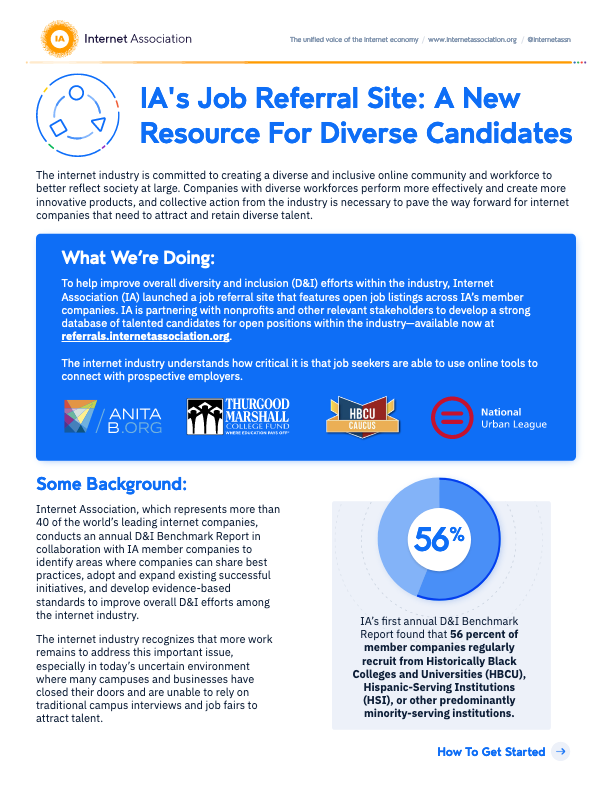 IA
Internet Association
The unified voice of the internet economy / www.internetassociation.org / @internetassn
IA's Job Referral Site: A New
Resource For Diverse Candidates
The internet industry is committed to creating a diverse and inclusive online community and workforce to
better reflect society at large. Companies with diverse workforces perform more effectively and create more
innovative products, and collective action from the industry is necessary to pave the way forward for internet
companies that need to attract and retain diverse talent.
What We're Doing:
To help improve overall diversity and inclusion (D&I) efforts within the industry, Internet
Association (IA) launched a job referral site that features open job listings across IA's member
companies. IA is partnering with nonprofits and other relevant stakeholders to develop a strong
database of talented candidates for open positions within the industry—available now at
referrals.internetassociation.org.
The internet industry understands how critical it is that job seekers are able to use online tools to
connect with prospective employers.
ANITA
B.ORG
THURGOOD
MARSHALL
COLLEGE FUND
WHERE EDUCATION PAYS OFF®
HBCU
CAUCUS
National
Urban League
Some Background:
Internet Association, which represents more than
40 of the world's leading internet companies,
conducts an annual D&I Benchmark Report in
collaboration with IA member companies to
identify areas where companies can share best
practices, adopt and expand existing successful
initiatives, and develop evidence-based
standards to improve overall D&I efforts among
the internet industry.
The internet industry recognizes that more work
remains to address this important issue,
especially in today's uncertain environment
where many campuses and businesses have
closed their doors and are unable to rely on
traditional campus interviews and job fairs to
attract talent.
56%
IA's first annual D&I Benchmark
Report found that 56 percent of
member companies regularly
recruit from Historically Black
Colleges and Universities (HBCU),
Hispanic-Serving Institutions
(HSI), or other predominantly
minority-serving institutions.
How To Get Started →